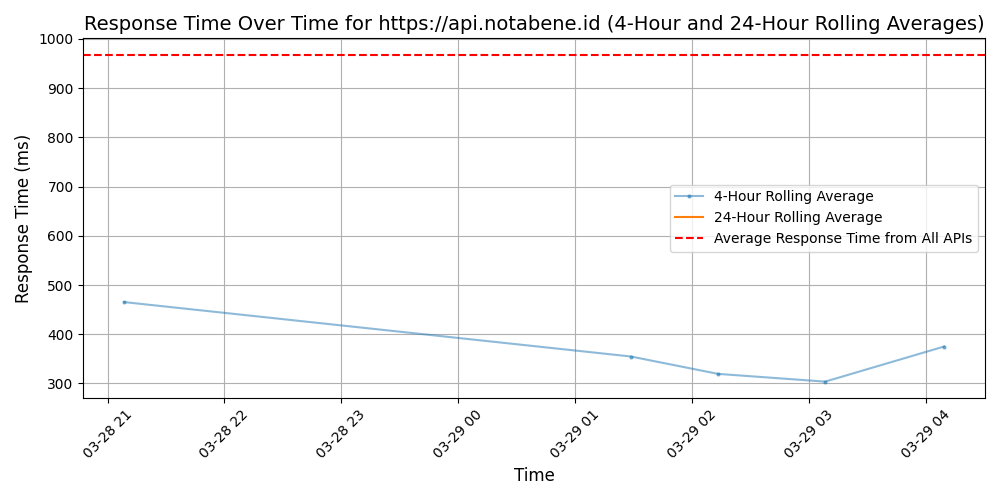 Response Time Over Time for https://api.notabene.id (4-Hour and 24-Hour Rolling Averages)
Response Time (ms)
1000
900
800
700
600
500
400
300
4-Hour Rolling Average
24-Hour Rolling Average
Average Response Time from All APIs
03-28 21
03-28 22
03-28 23
03-29 00
03-29 01
03-29 02
03-29 03
03-29 04
Time